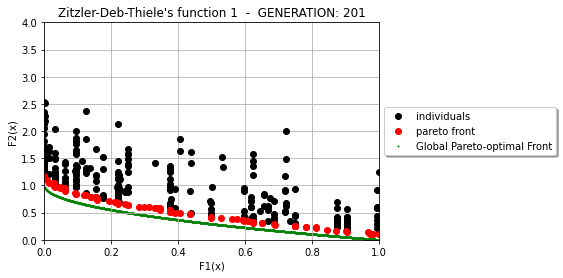 Zitzler-Deb-Thiele's function 1 - GENERATION: 201
4.0
3.5
3.0
2.5
2.0
1.5
1.0
0.5
0.0
F2(x)
0.0 0.2 0.4 0.6 0.8 1.0
F1(x)
individuals
pareto front
Global Pareto-optimal Front